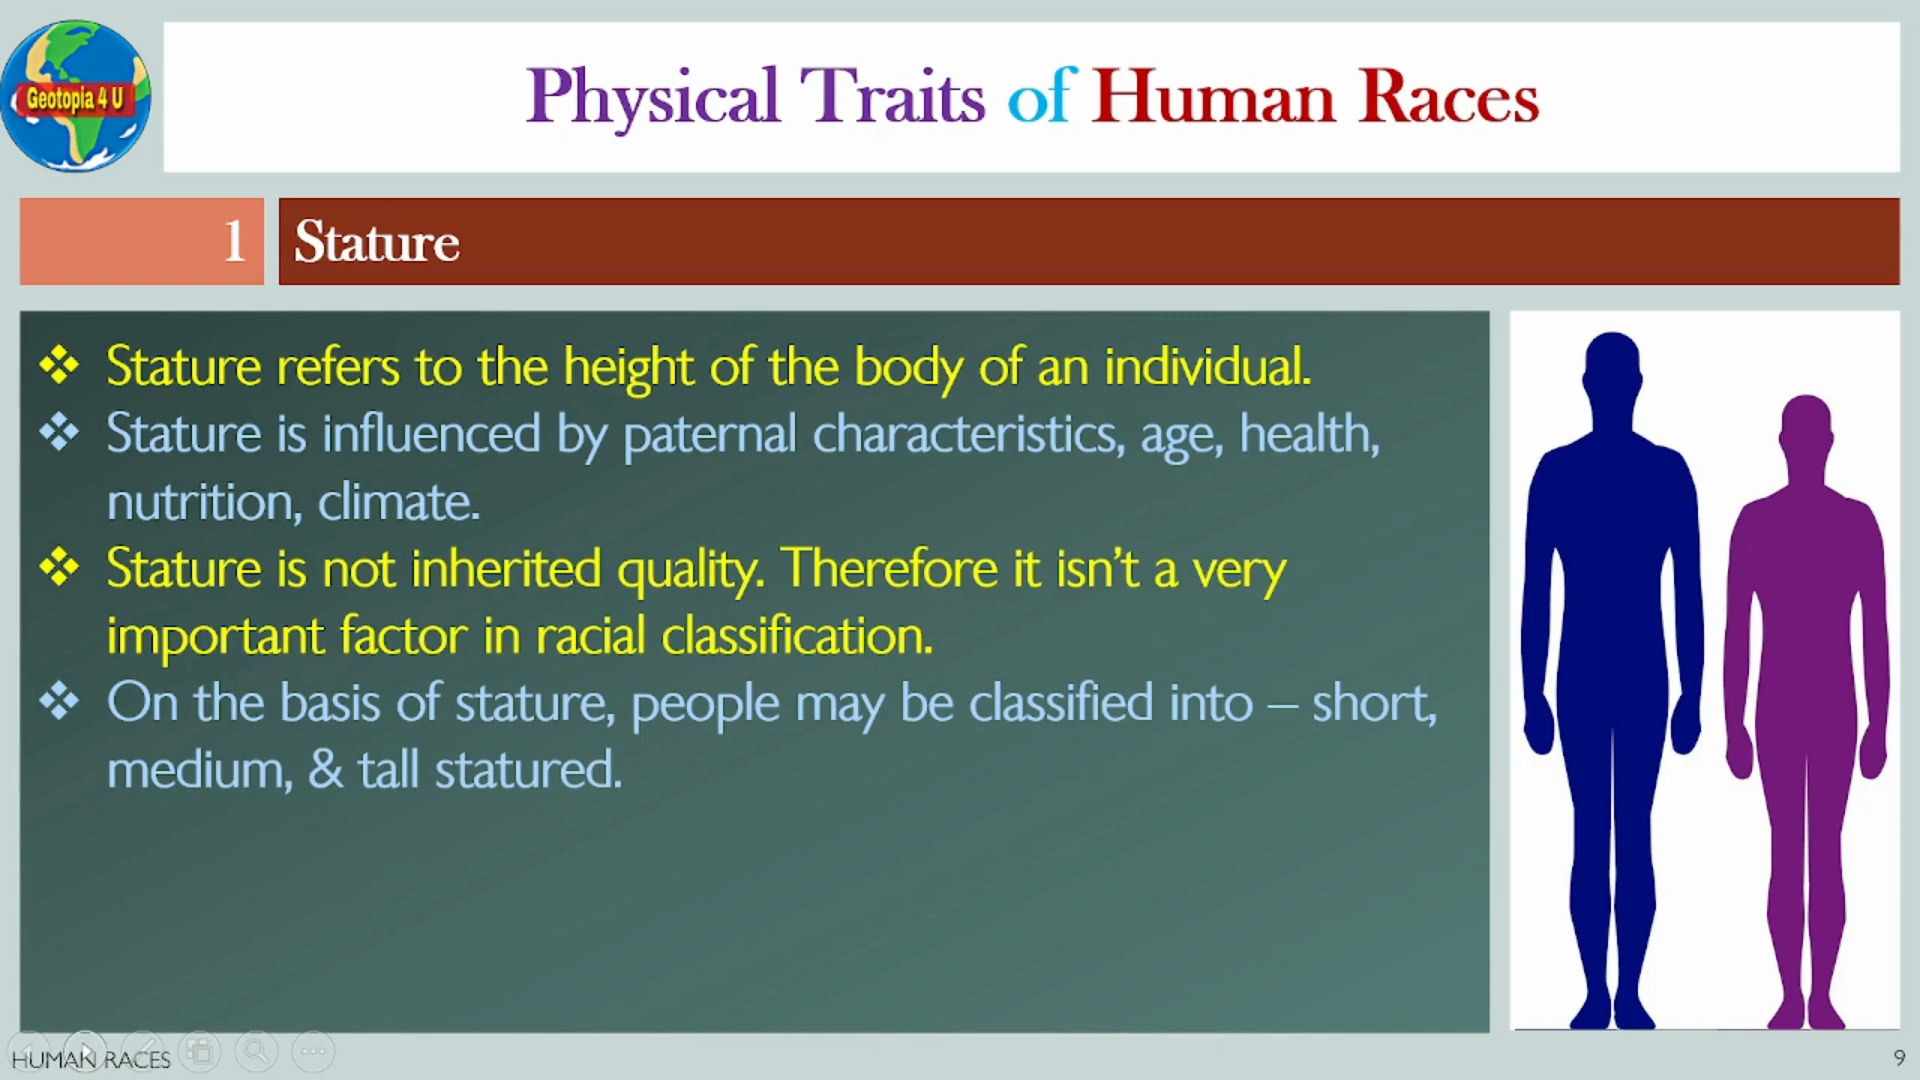 Geotopia 4 U
Physical Traits of Human Races
1
Stature
❖ Stature refers to the height of the body of an individual.
❖ Stature is influenced by paternal characteristics, age, health,
nutrition, climate.
❖ Stature is not inherited quality. Therefore it isn’t a very
important factor in racial classification.
❖ On the basis of stature, people may be classified into – short,
medium, & tall statured.
HUMAN RACES
9